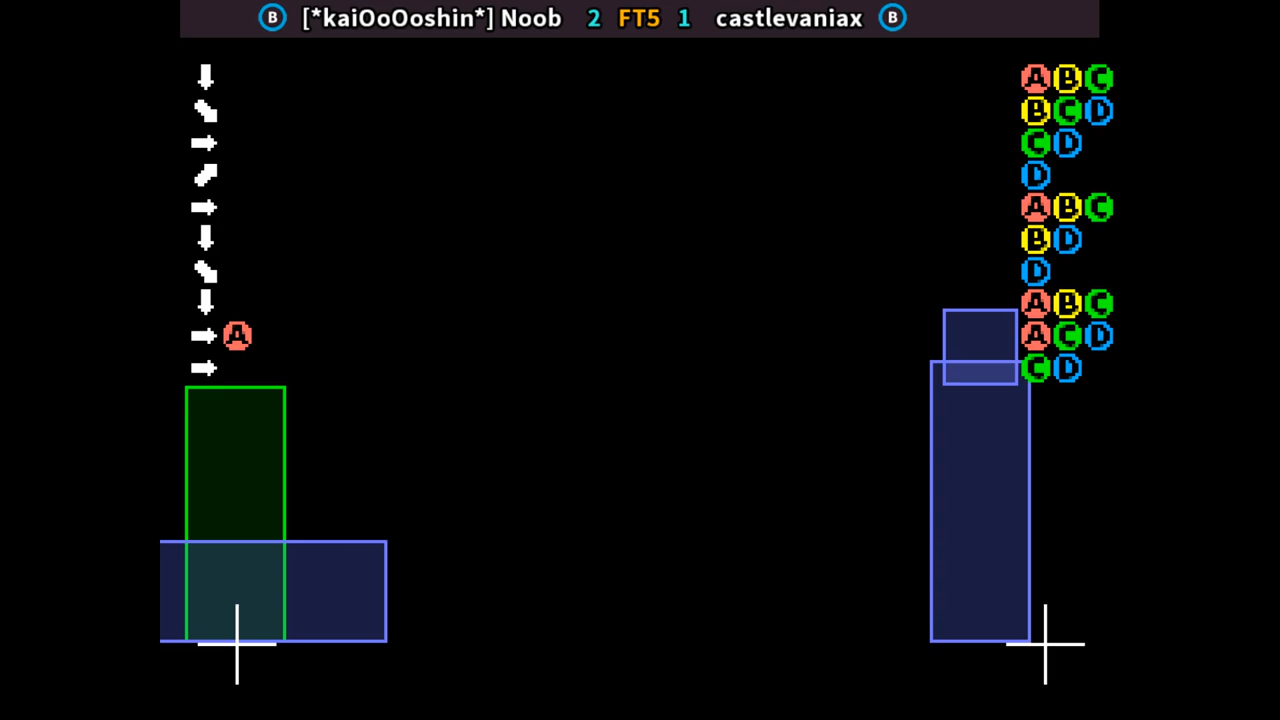 B [*kaiOoOoshin*] Noob 2 FT5 1 castlevaniax B
A B C
B C D
C D
D
A B C
B D
D
A B C
A A C D
C D